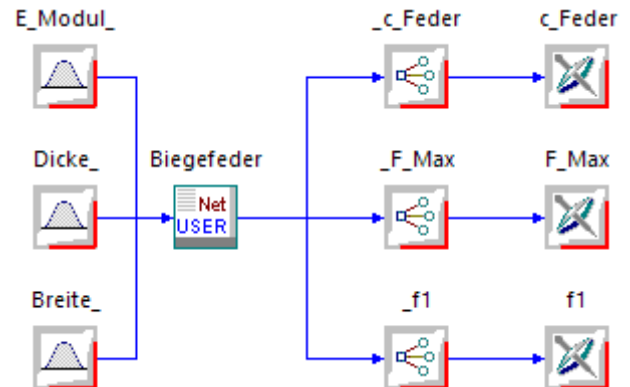 E_Modul_ _c_Feder c_Feder
Dicke_ Biegefeder _F_Max F_Max
Net
USER
Breite_ _f1 f1